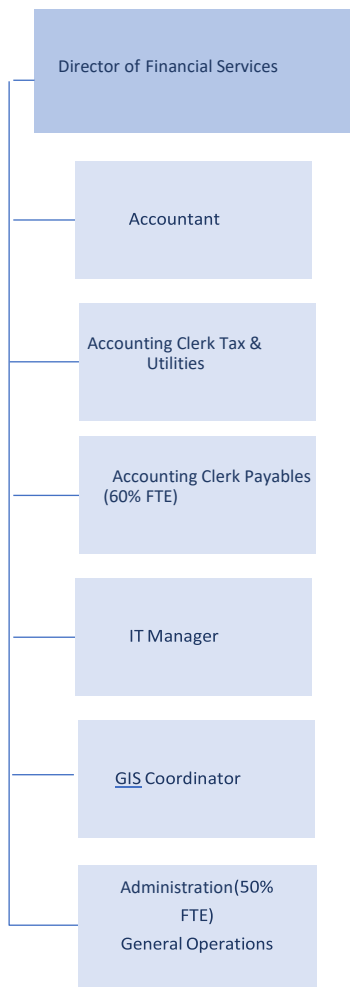 Director of Financial Services
Accountant
Accounting Clerk Tax &
Utilities
Accounting Clerk Payables
(60% FTE)
IT Manager
GIS Coordinator
Administration(50%
FTE)
General Operations